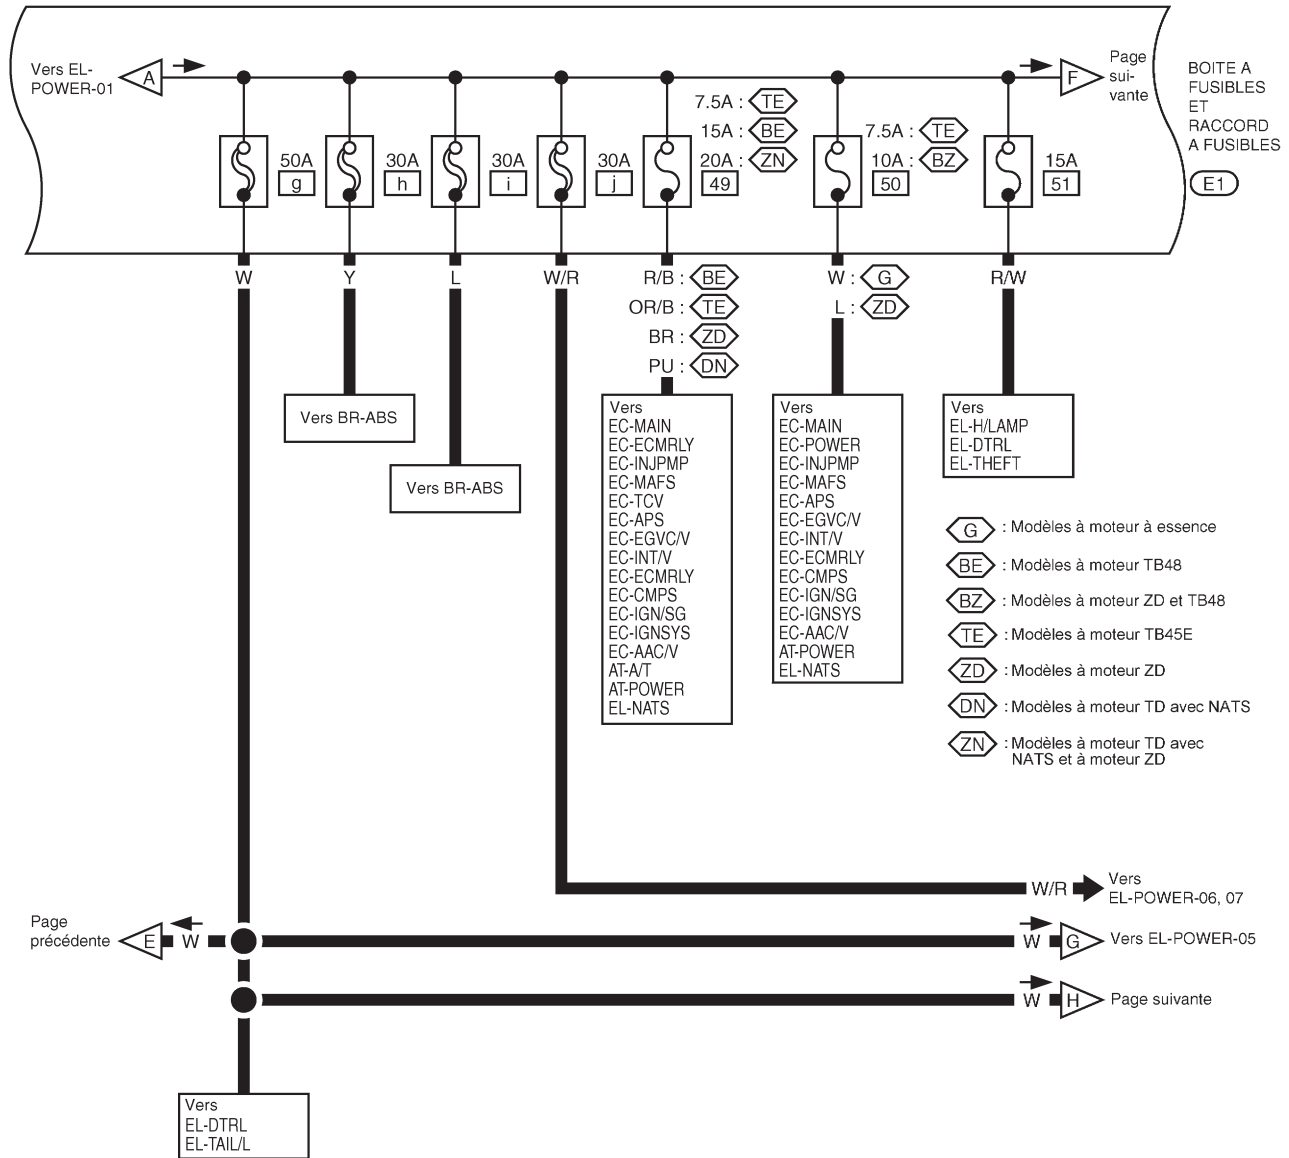 Vers EL-
POWER-01
A
F
Page
sui-
vante
BOITE A
FUSIBLES
ET
RACCORD
A FUSIBLES
E1
50A
g
30A
h
30A
i
30A
j
7.5A : TE
15A : BE
20A : ZN
49
7.5A : TE
10A : BZ
50
15A
51
W
Y
L
W/R
R/B : BE
OR/B : TE
BR : ZD
PU : DN
W : G
L : ZD
R/W
Vers BR-ABS
Vers BR-ABS
Vers
EC-MAIN
EC-ECMRLY
EC-INJPMP
EC-MAFS
EC-TCV
EC-APS
EC-EGVC/V
EC-INT/V
EC-ECMRLY
EC-CMPS
EC-IGN/SG
EC-IGNSYS
EC-AAC/V
AT-A/T
AT-POWER
EL-NATS
Vers
EC-MAIN
EC-POWER
EC-INJPMP
EC-MAFS
EC-APS
EC-EGVC/V
EC-INT/V
EC-ECMRLY
EC-CMPS
EC-IGN/SG
EC-IGNSYS
EC-AAC/V
AT-POWER
EL-NATS
Vers
EL-H/LAMP
EL-DTRL
EL-THEFT
G : Modèles à moteur à essence
BE : Modèles à moteur TB48
BZ : Modèles à moteur ZD et TB48
TE : Modèles à moteur TB45E
ZD : Modèles à moteur ZD
DN : Modèles à moteur TD avec NATS
ZN : Modèles à moteur TD avec
NATS et à moteur ZD
W/R
Vers
EL-POWER-06, 07
Page
précédente
E
W
W
G
Vers EL-POWER-05
W
H
Page suivante
Vers
EL-DTRL
EL-TAIL/L